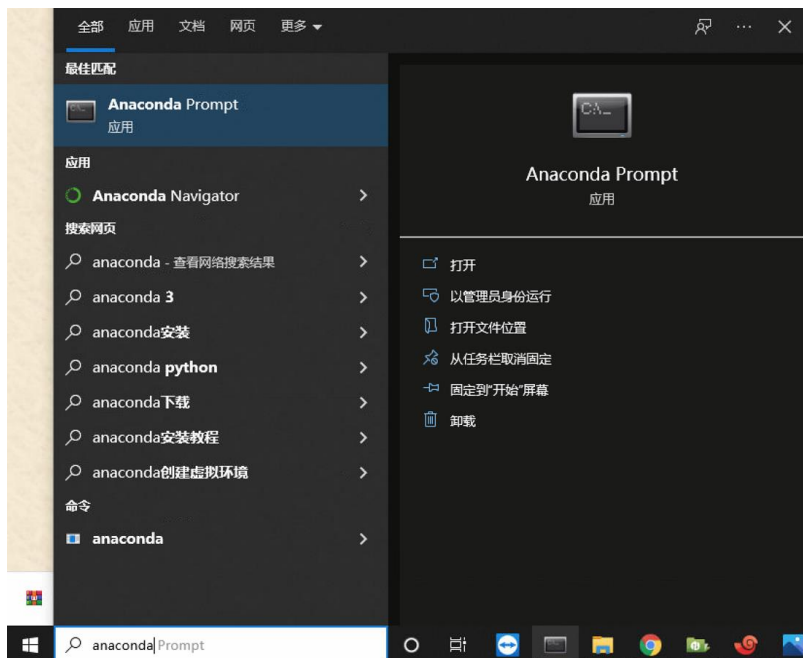 全部 应用 文档 网页 更多
最佳匹配
Anaconda Prompt
应用
应用
Anaconda Navigator
搜索网页
anaconda - 查看网络搜索结果
anaconda 3
anaconda安装
anaconda python
anaconda下载
anaconda安装教程
anaconda创建虚拟环境
命令
anaconda
C:\_
Anaconda Prompt
应用
打开
以管理员身份运行
打开文件位置
从任务栏取消固定
固定到"开始"屏幕
卸载
anaconda Prompt